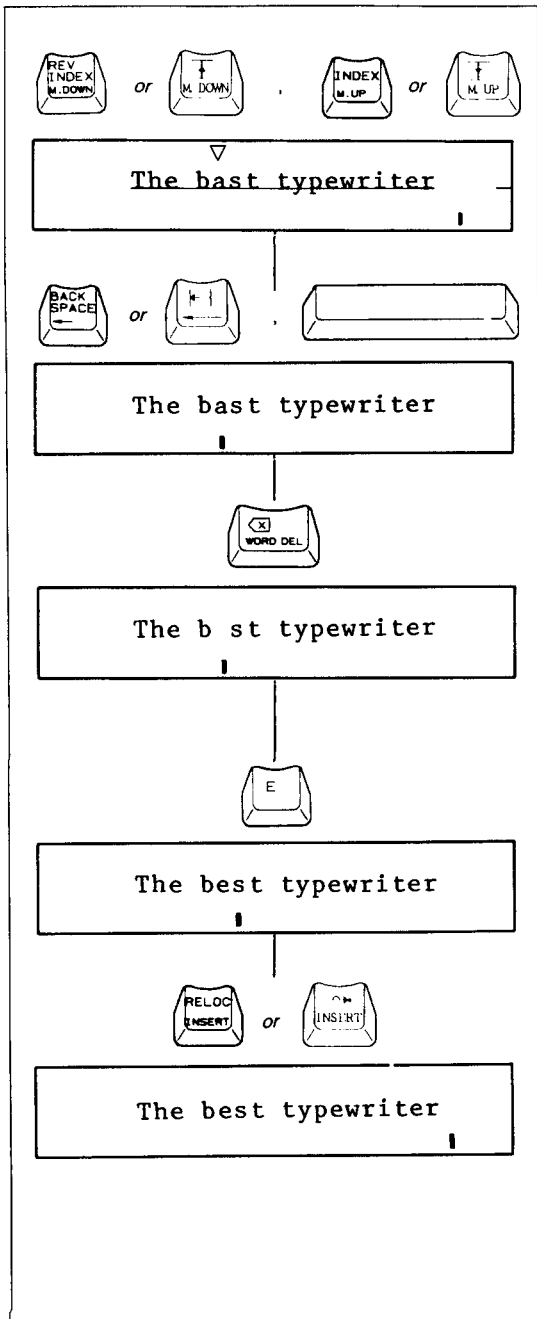 REV INDEX M.DOWN or M. DOWN , INDEX M.UP or M. UP
The bast typewriter
BACK SPACE or ,
The bast typewriter
WORD DEL
The b st typewriter
E
The best typewriter
RELOC INSERT or INSERT
The best typewriter